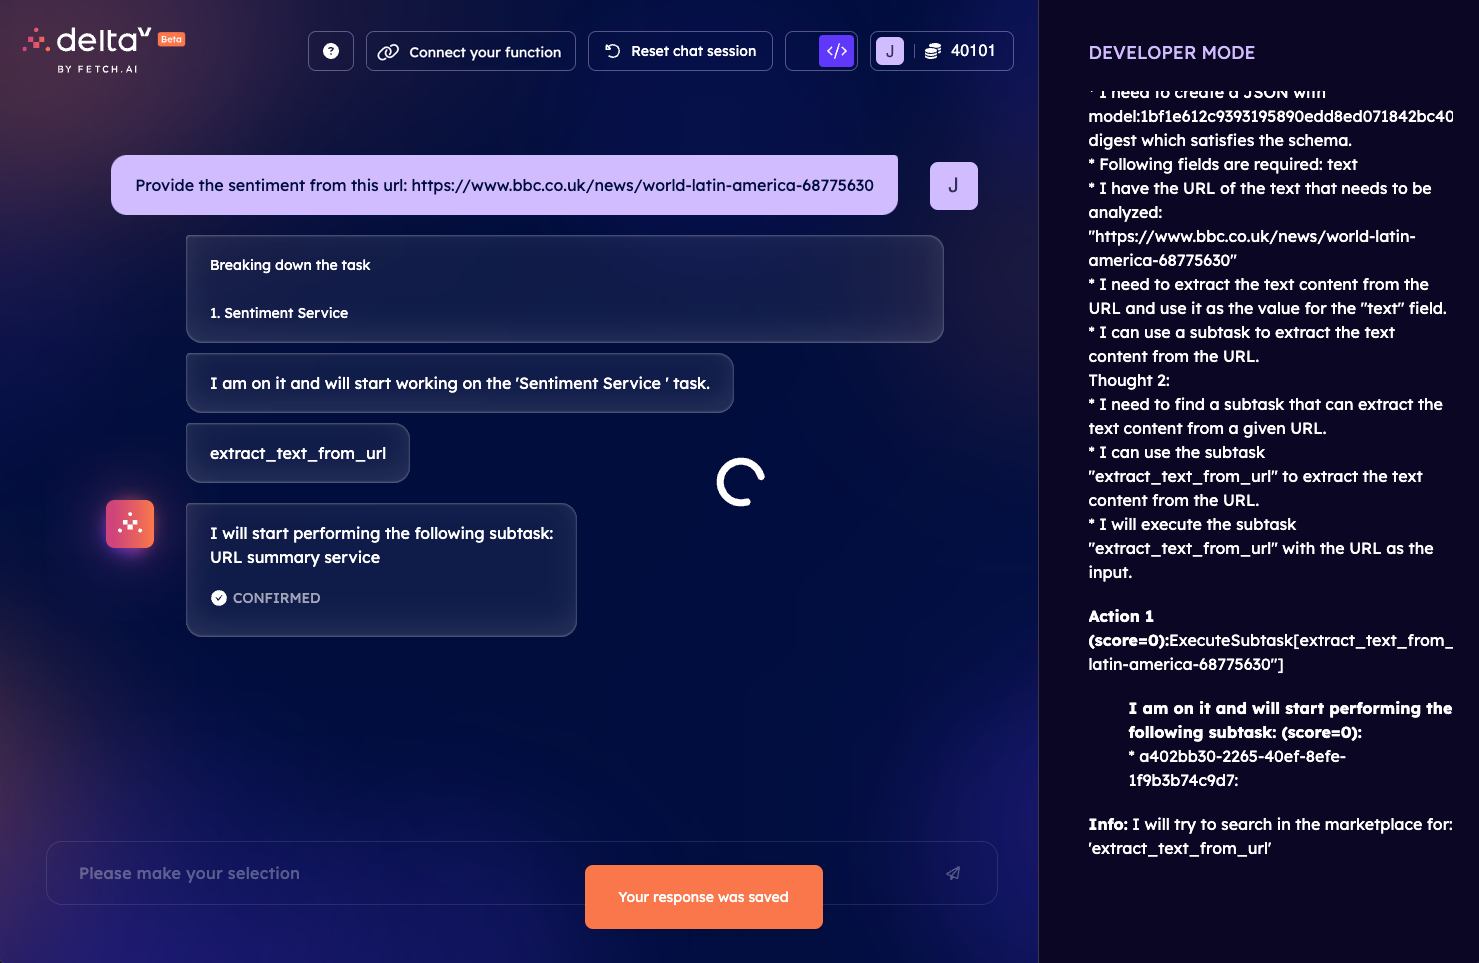 delta v Beta
BY FETCH.AI
?
Connect your function
Reset chat session
</>
J
40101
Provide the sentiment from this url: https://www.bbc.co.uk/news/world-latin-america-68775630
J
Breaking down the task
1. Sentiment Service
I am on it and will start working on the 'Sentiment Service ' task.
extract_text_from_url
I will start performing the following subtask:
URL summary service
CONFIRMED
Please make your selection
Your response was saved
DEVELOPER MODE
* I need to create a JSON with
model:1bf1e612c9393195890edd8ed071842bc40
digest which satisfies the schema.
* Following fields are required: text
* I have the URL of the text that needs to be
analyzed:
"https://www.bbc.co.uk/news/world-latin-
america-68775630"
* I need to extract the text content from the
URL and use it as the value for the "text" field.
* I can use a subtask to extract the text
content from the URL.
Thought 2:
* I need to find a subtask that can extract the
text content from a given URL.
* I can use the subtask
"extract_text_from_url" to extract the text
content from the URL.
* I will execute the subtask
"extract_text_from_url" with the URL as the
input.
Action 1
(score=0):ExecuteSubtask[extract_text_from_
latin-america-68775630"]
I am on it and will start performing the
following subtask: (score=0):
* a402bb30-2265-40ef-8efe-
1f9b3b74c9d7:
Info: I will try to search in the marketplace for:
'extract_text_from_url'